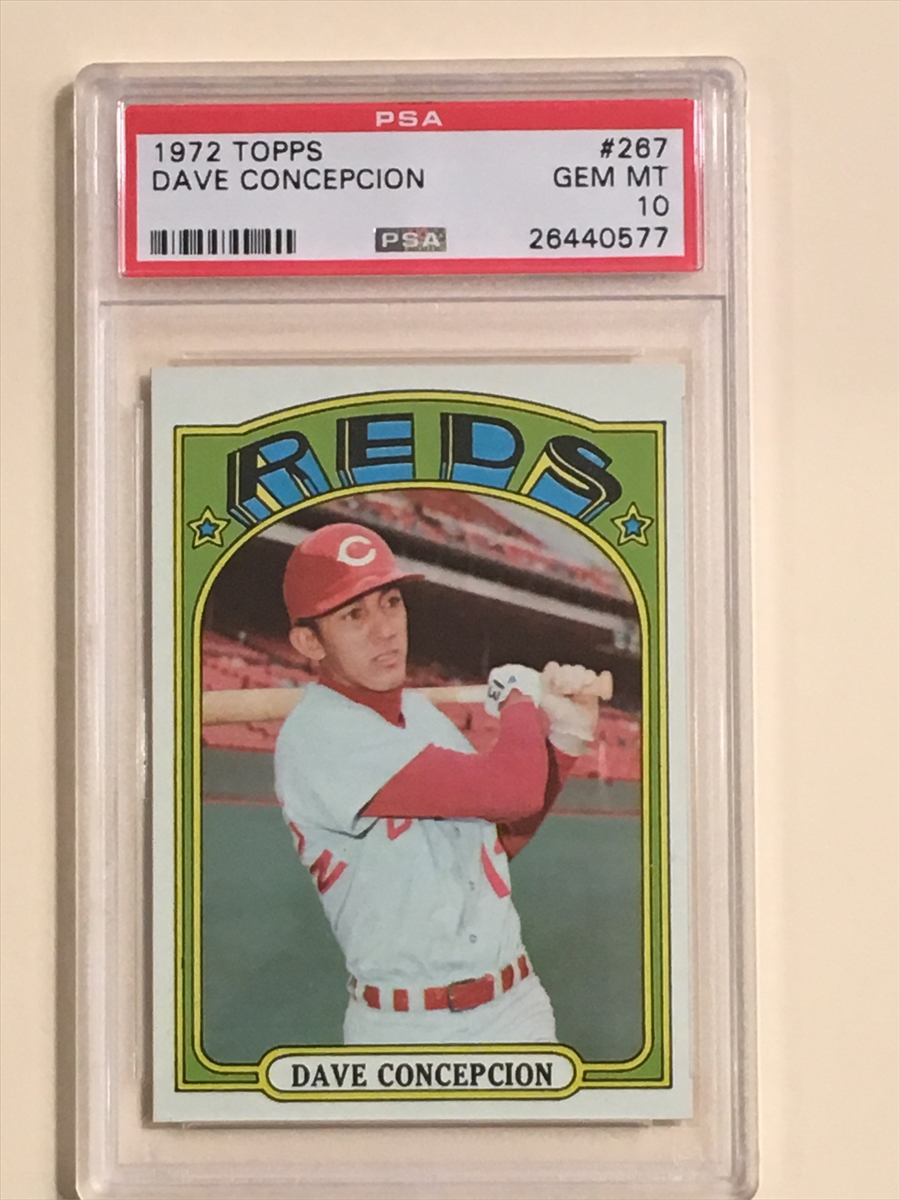 PSA
1972 TOPPS #267
DAVE CONCEPCION GEM MT
10
PSA 26440577
REDS
C
DAVE CONCEPCION